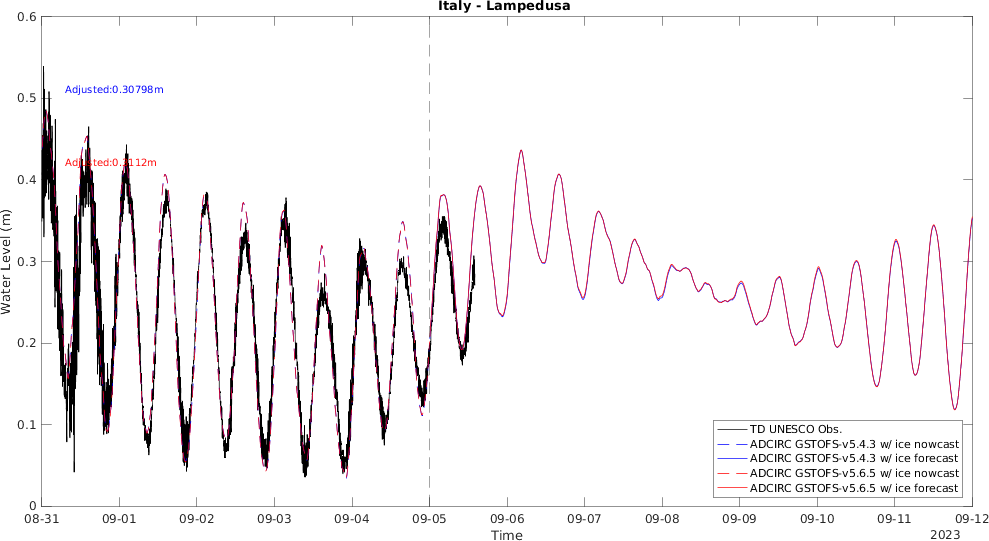 Italy - Lampedusa
Water Level (m)
0.6
0.5
0.4
0.3
0.2
0.1
0
Adjusted:0.30798m
08-31
09-01
09-02
09-03
09-04
09-05
09-06
09-07
09-08
09-09
09-10
09-11
09-12
Time
2023
TD UNESCO Obs.
ADCIRC GSTOFS-v5.4.3 w/ ice nowcast
ADCIRC GSTOFS-v5.4.3 w/ ice forecast
ADCIRC GSTOFS-v5.6.5 w/ ice nowcast
ADCIRC GSTOFS-v5.6.5 w/ ice forecast